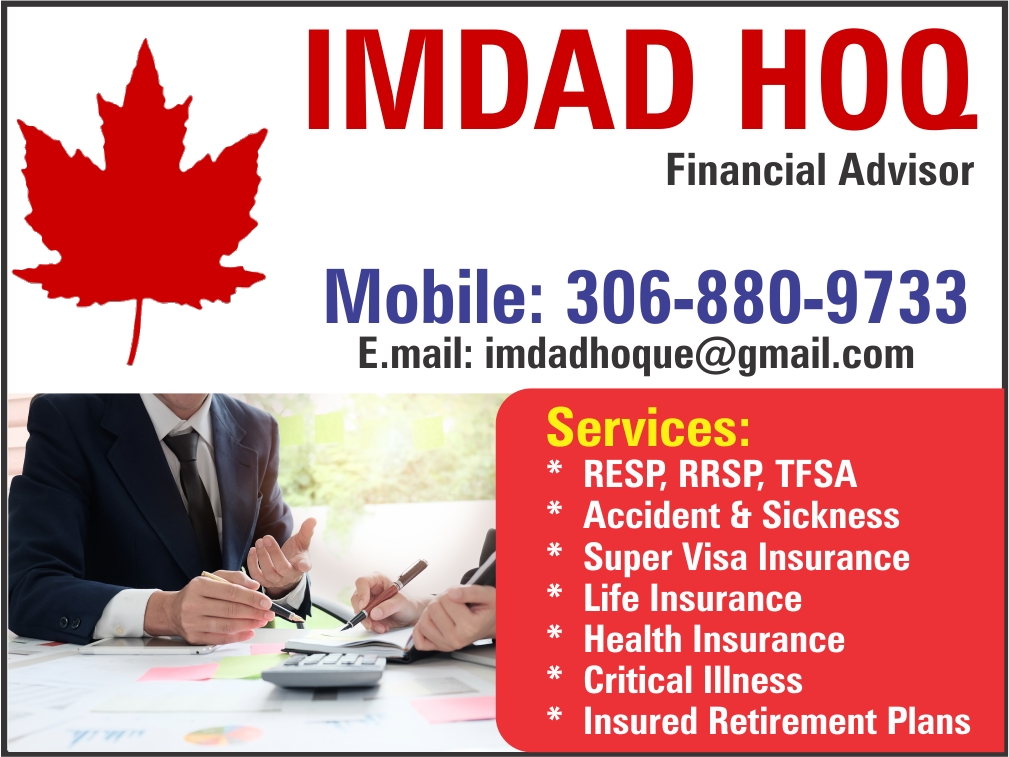 IMDAD HOQ
Financial Advisor
Mobile: 306-880-9733
E.mail: imdadhoque@gmail.com
Services:
* RESP, RRSP, TFSA
* Accident & Sickness
* Super Visa Insurance
* Life Insurance
* Health Insurance
* Critical Illness
* Insured Retirement Plans